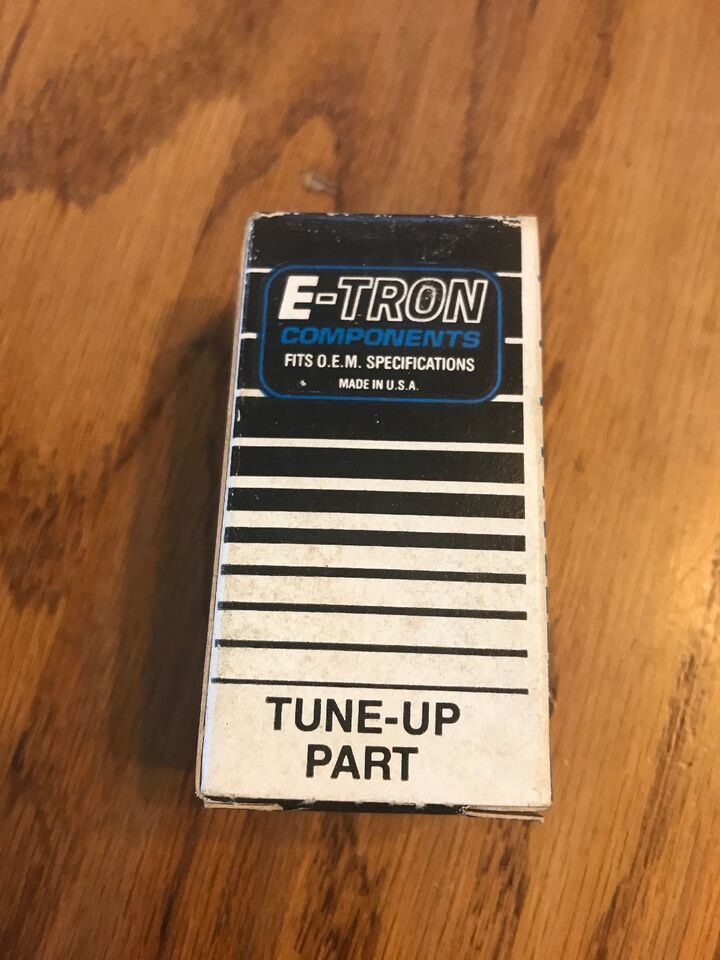 E-TRON
COMPONENTS
FITS O.E.M. SPECIFICATIONS
MADE IN U.S.A.
TUNE-UP
PART